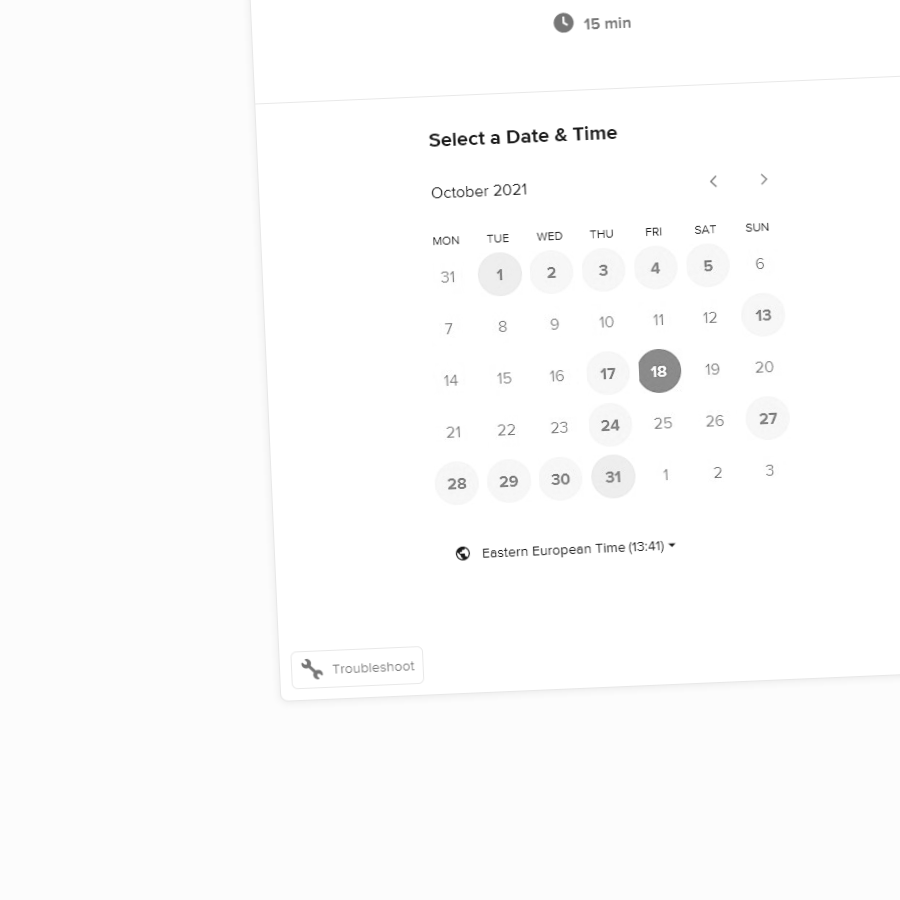 15 min
Select a Date & Time
October 2021
MON TUE WED THU FRI SAT SUN
31 1 2 3 4 5 6
7 8 9 10 11 12 13
14 15 16 17 18 19 20
21 22 23 24 25 26 27
28 29 30 31 1 2 3
Eastern European Time (13:41)
Troubleshoot